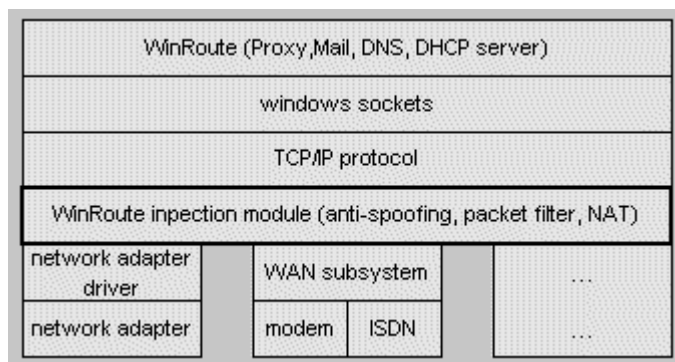 WinRoute (Proxy,Mail, DNS, DHCP server)
windows sockets
TCP/IP protocol
WinRoute inpection module (anti-spoofing, packet filter, NAT)
network adapter
driver
WAN subsystem
...
network adapter
modem
ISDN
...